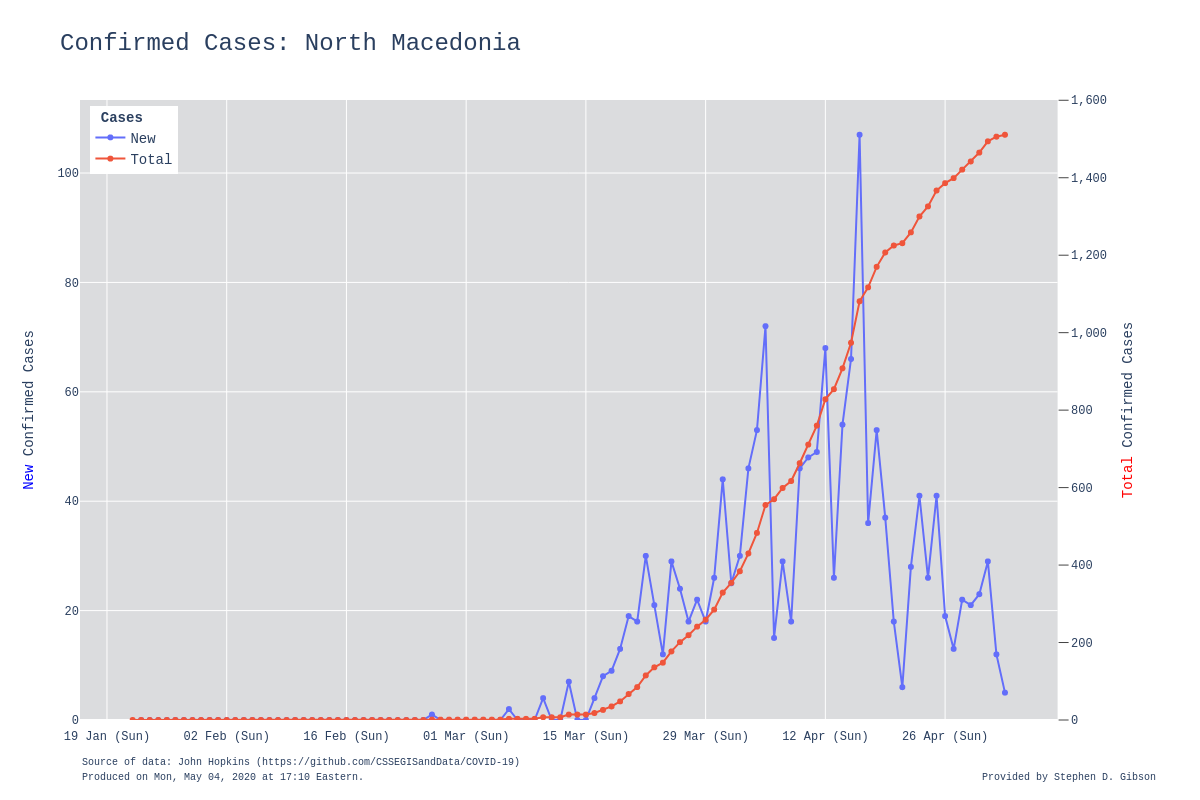 Confirmed Cases: North Macedonia
Cases
New
Total
100
80
60
40
20
0
1,600
1,400
1,200
1,000
800
600
400
200
0
New Confirmed Cases
Total Confirmed Cases
19 Jan (Sun)
02 Feb (Sun)
16 Feb (Sun)
01 Mar (Sun)
15 Mar (Sun)
29 Mar (Sun)
12 Apr (Sun)
26 Apr (Sun)
Source of data: John Hopkins (https://github.com/CSSEGISandData/COVID-19)
Produced on Mon, May 04, 2020 at 17:10 Eastern.
Provided by Stephen D. Gibson